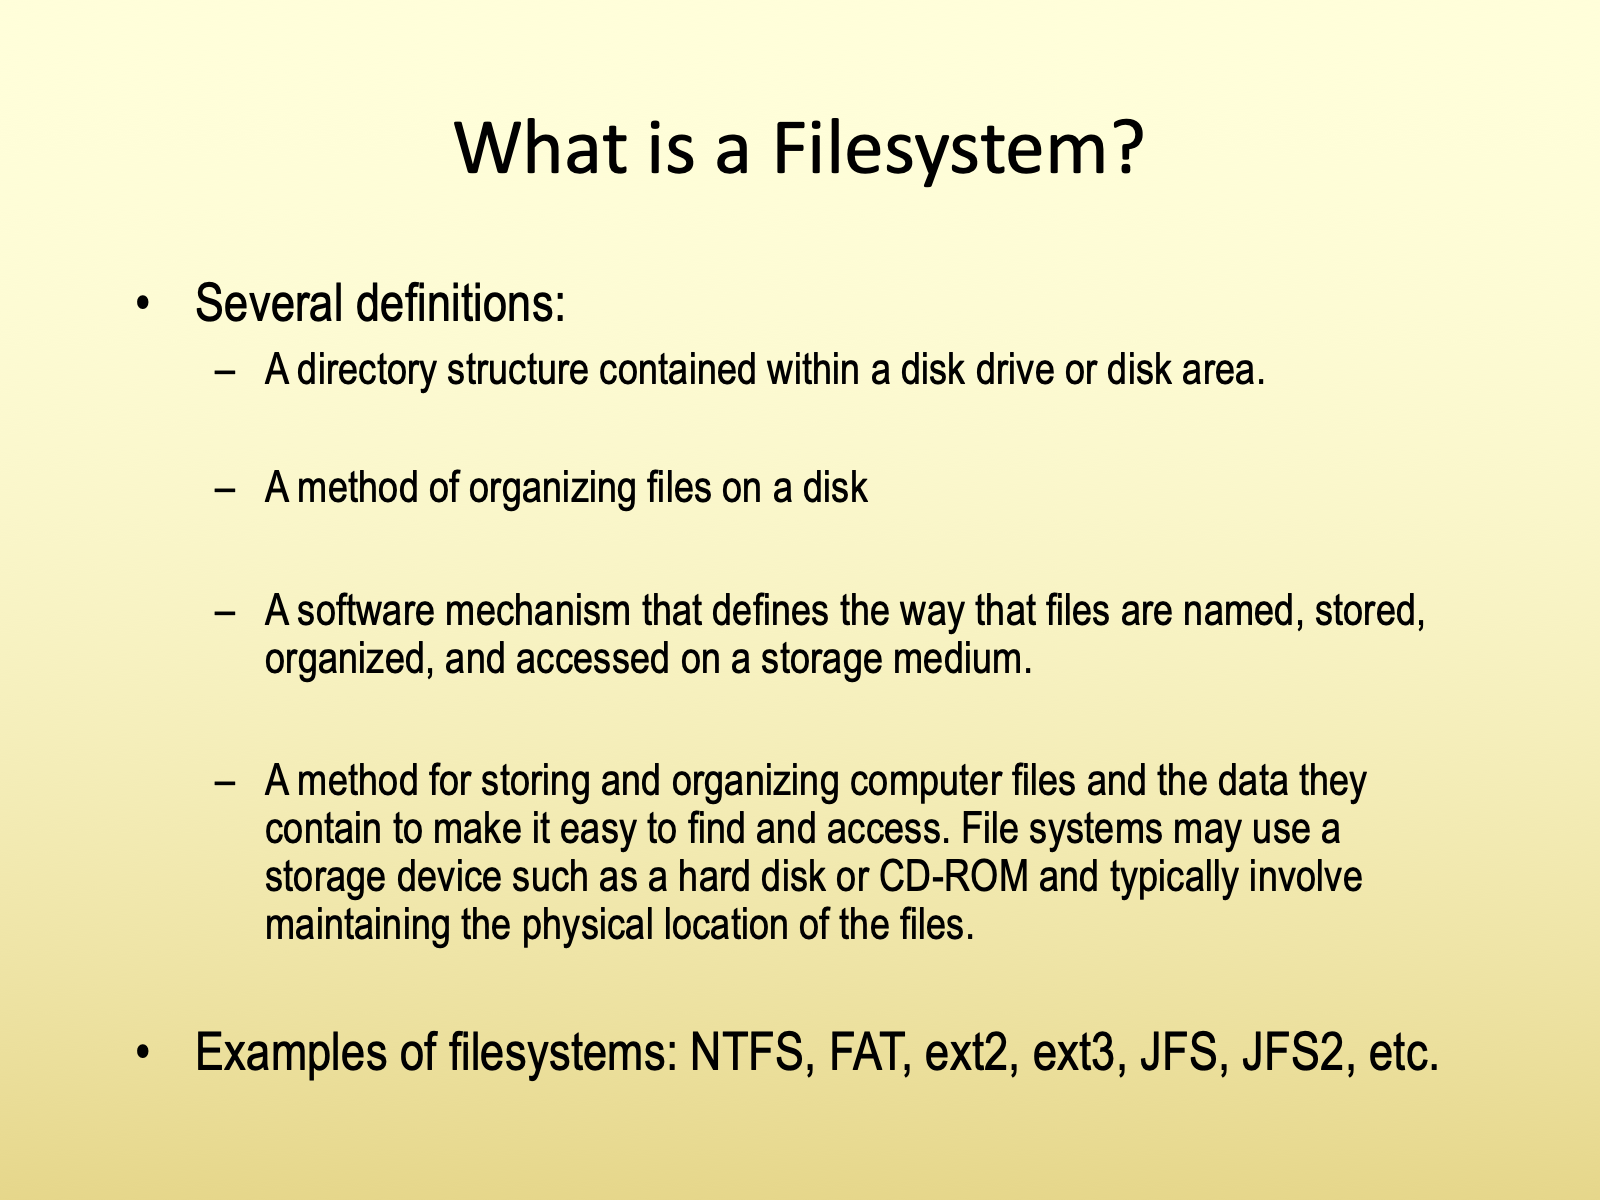 What is a Filesystem?
• Several definitions:
– A directory structure contained within a disk drive or disk area.
– A method of organizing files on a disk
– A software mechanism that defines the way that files are named, stored,
organized, and accessed on a storage medium.
– A method for storing and organizing computer files and the data they
contain to make it easy to find and access. File systems may use a
storage device such as a hard disk or CD-ROM and typically involve
maintaining the physical location of the files.
• Examples of filesystems: NTFS, FAT, ext2, ext3, JFS, JFS2, etc.